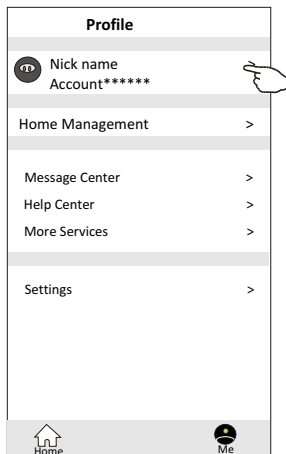 Profile
Nick name
Account******
Home Management >
Message Center >
Help Center >
More Services >
Settings >
Home Me